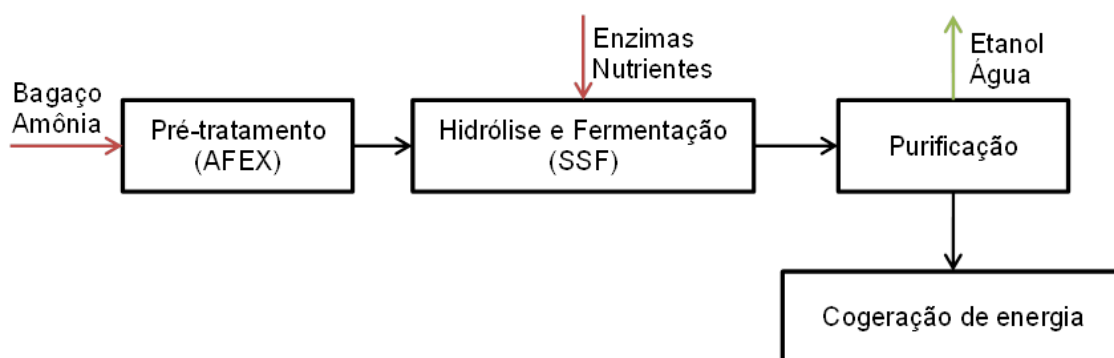 Bagaço
Amônia
Pré-tratamento
(AFEX)
Enzimas
Nutrientes
Hidrólise e Fermentação
(SSF)
Etanol
Água
Purificação
Cogeração de energia